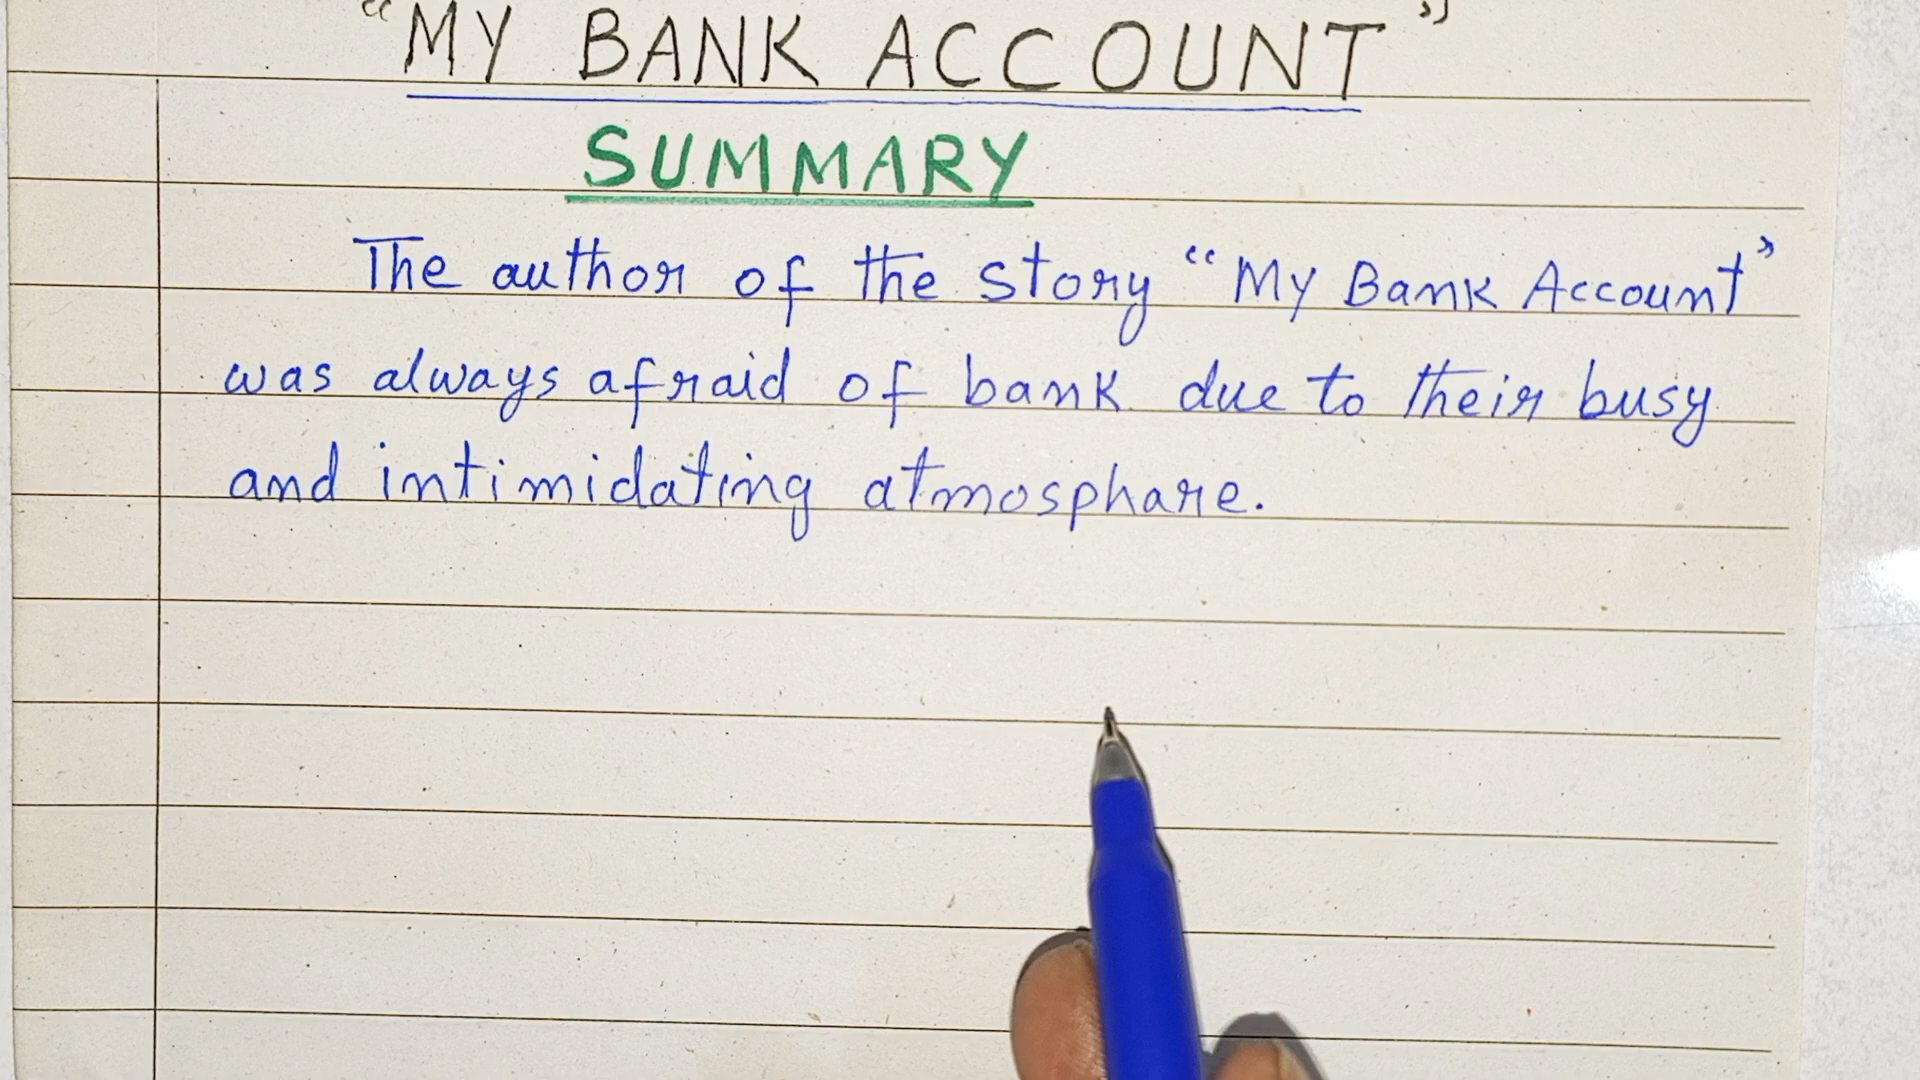 "MY BANK ACCOUNT"
SUMMARY
The author of the story "My Bank Account"
was always afraid of bank due to their busy
and intimidating atmosphare.